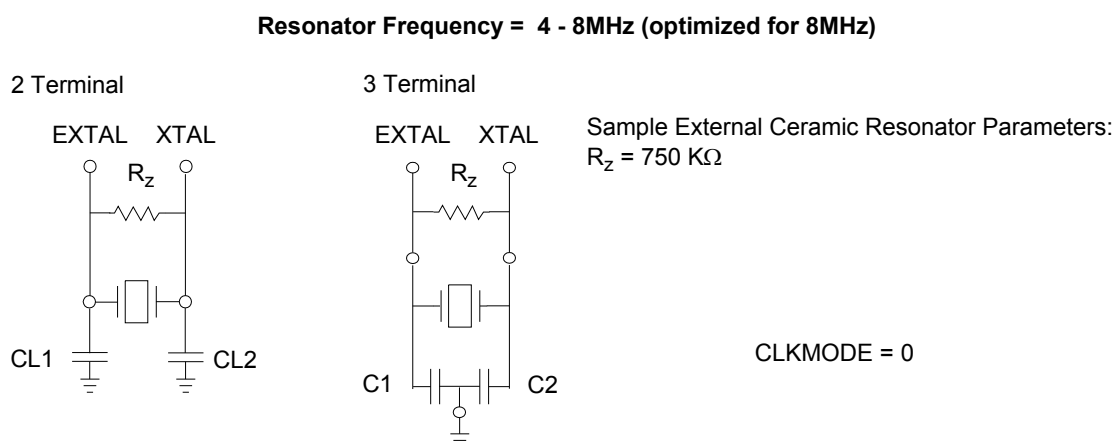 Resonator Frequency = 4 - 8MHz (optimized for 8MHz)
2 Terminal
3 Terminal
EXTAL XTAL
EXTAL XTAL
Sample External Ceramic Resonator Parameters:
Rz = 750 KΩ
Rz
Rz
CL1
CL2
C1
C2
CLKMODE = 0